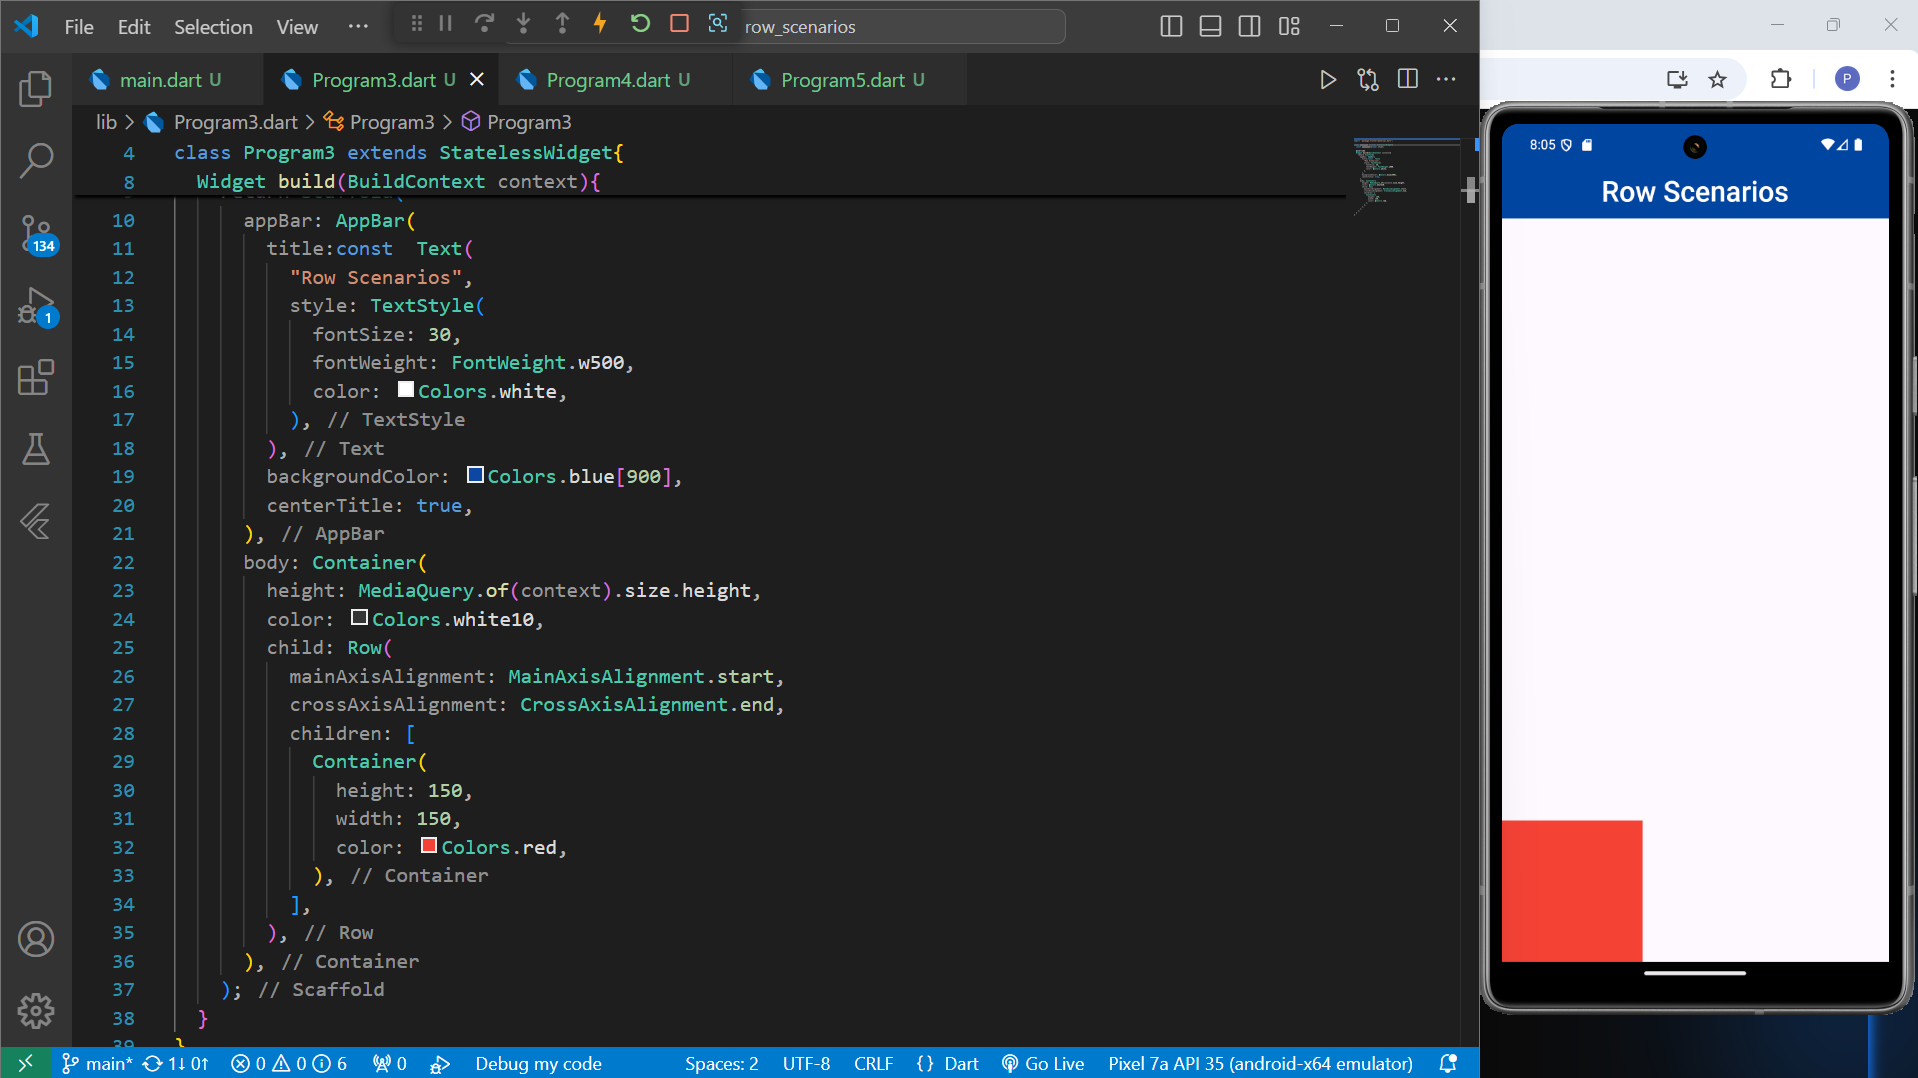 File Edit Selection View ··· row_scenarios
main.dart U Program3.dart U Program4.dart U Program5.dart U
lib > Program3.dart > Program3 > Program3
4 class Program3 extends StatelessWidget{
8 Widget build(BuildContext context){
10 appBar: AppBar(
11 title:const  Text(
12 "Row Scenarios",
13 style: TextStyle(
14 fontSize: 30,
15 fontWeight: FontWeight.w500,
16 color: Colors.white,
17 ), // TextStyle
18 ), // Text
19 backgroundColor: Colors.blue[900],
20 centerTitle: true,
21 ), // AppBar
22 body: Container(
23 height: MediaQuery.of(context).size.height,
24 color: Colors.white10,
25 child: Row(
26 mainAxisAlignment: MainAxisAlignment.start,
27 crossAxisAlignment: CrossAxisAlignment.end,
28 children: [
29 Container(
30 height: 150,
31 width: 150,
32 color: Colors.red,
33 ), // Container
34 ],
35 ), // Row
36 ), // Container
37 ); // Scaffold
38 }
39 }
134
1
main* 1↓ 0↑ 0 0 6 0 Debug my code Spaces: 2 UTF-8 CRLF {} Dart Go Live Pixel 7a API 35 (android-x64 emulator)
P
8:05
Row Scenarios